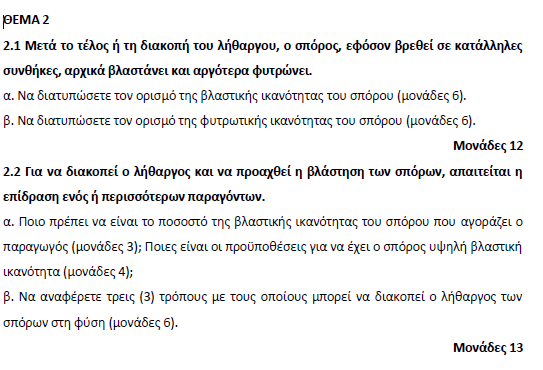 ΘΕΜΑ 2
2.1 Μετά το τέλος ή τη διακοπή του λήθαργου, ο σπόρος, εφόσον βρεθεί σε κατάλληλες
συνθήκες, αρχικά βλαστάνει και αργότερα φυτρώνει.
α. Να διατυπώσετε τον ορισμό της βλαστικής ικανότητας του σπόρου (μονάδες 6).
β. Να διατυπώσετε τον ορισμό της φυτρωτικής ικανότητας του σπόρου (μονάδες 6).
Μονάδες 12
2.2 Για να διακοπεί ο λήθαργος και να προαχθεί η βλάστηση των σπόρων, απαιτείται η
επίδραση ενός ή περισσότερων παραγόντων.
α. Ποιο πρέπει να είναι το ποσοστό της βλαστικής ικανότητας του σπόρου που αγοράζει ο
παραγωγός (μονάδες 3); Ποιες είναι οι προϋποθέσεις για να έχει ο σπόρος υψηλή βλαστική
ικανότητα (μονάδες 4);
β. Να αναφέρετε τρεις (3) τρόπους με τους οποίους μπορεί να διακοπεί ο λήθαργος των
σπόρων στη φύση (μονάδες 6).
Μονάδες 13